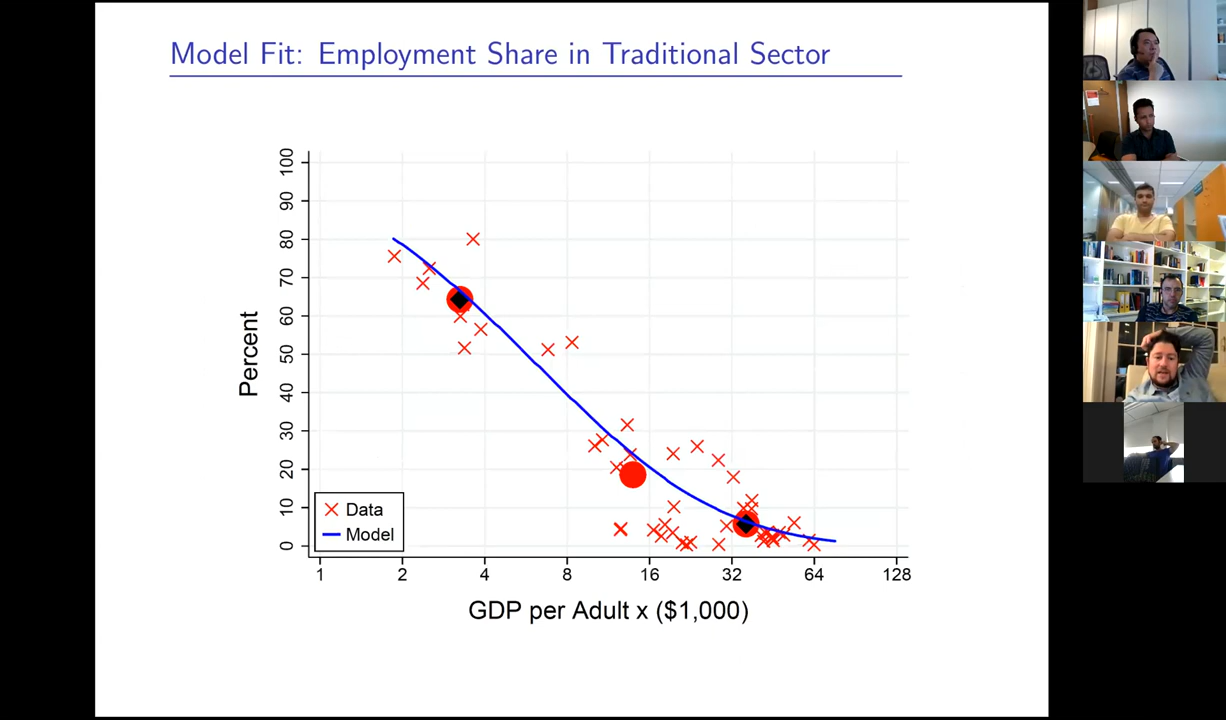 Model Fit: Employment Share in Traditional Sector
100
90
80
70
60
50
40
30
20
10
0
Percent
Data
Model
1 2 4 8 16 32 64 128
GDP per Adult x ($1,000)